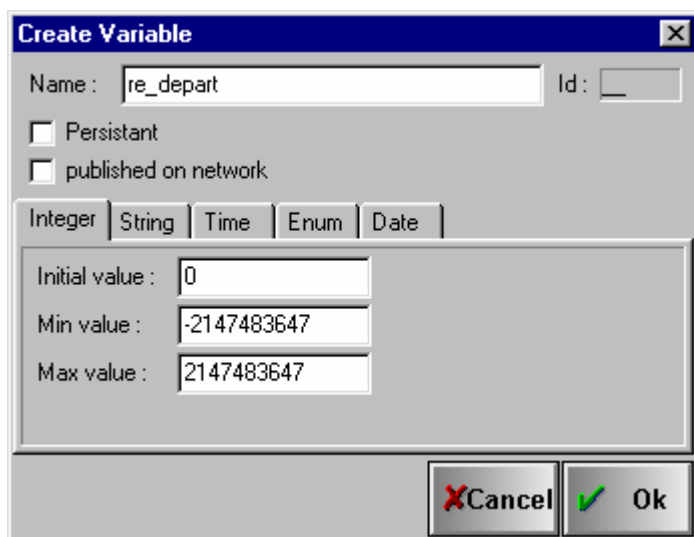 Create Variable
Name : re_depart Id : __
Persistant
published on network
Integer String Time Enum Date
Initial value : 0
Min value : -2147483647
Max value : 2147483647
Cancel Ok